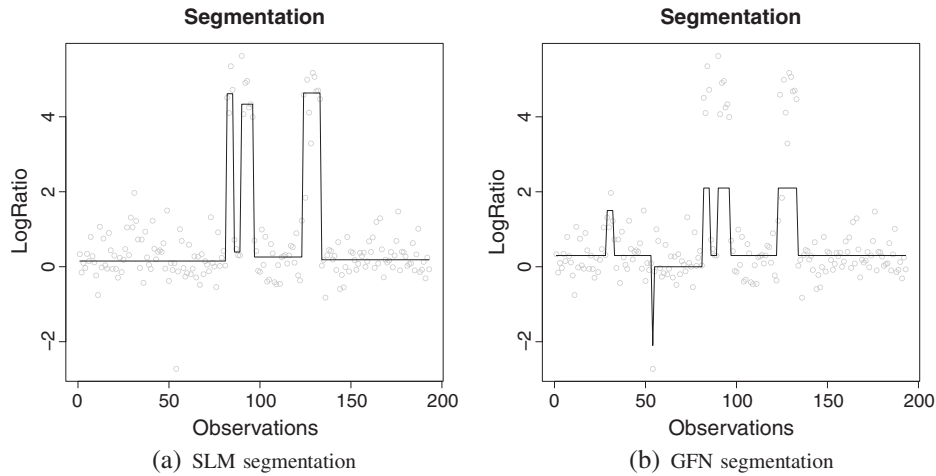 Segmentation
LogRatio
4
2
0
−2
0
50
100
150
200
Observations
(a) SLM segmentation
Segmentation
LogRatio
4
2
0
−2
0
50
100
150
200
Observations
(b) GFN segmentation